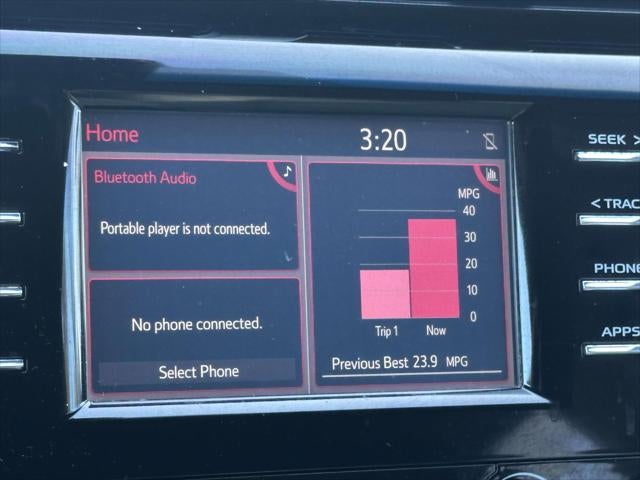 Home
3:20
Bluetooth Audio
Portable player is not connected.
No phone connected.
Select Phone
MPG
40
30
20
10
0
Trip 1 Now
Previous Best 23.9 MPG
SEEK >
< TRAC
PHONE
APPS